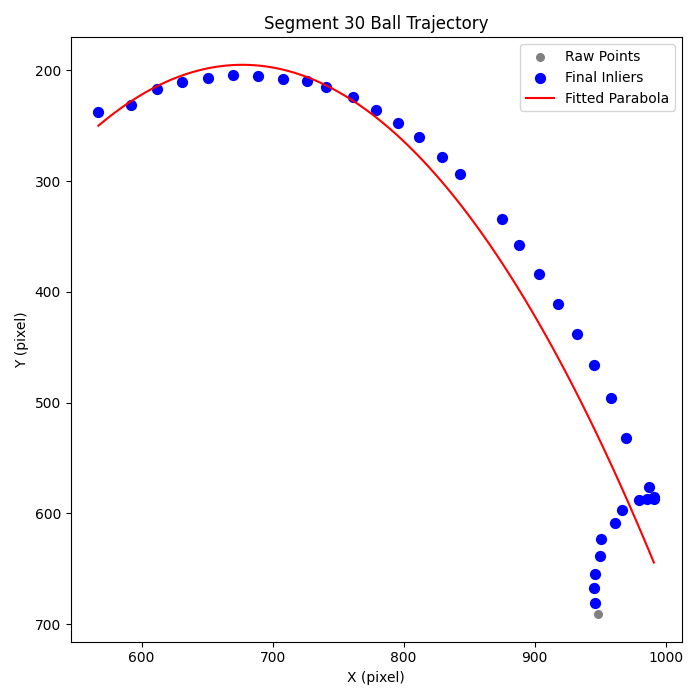 Segment 30 Ball Trajectory
Raw Points
Final Inliers
Fitted Parabola
200
300
400
500
600
700
Y (pixel)
600
700
800
900
1000
X (pixel)